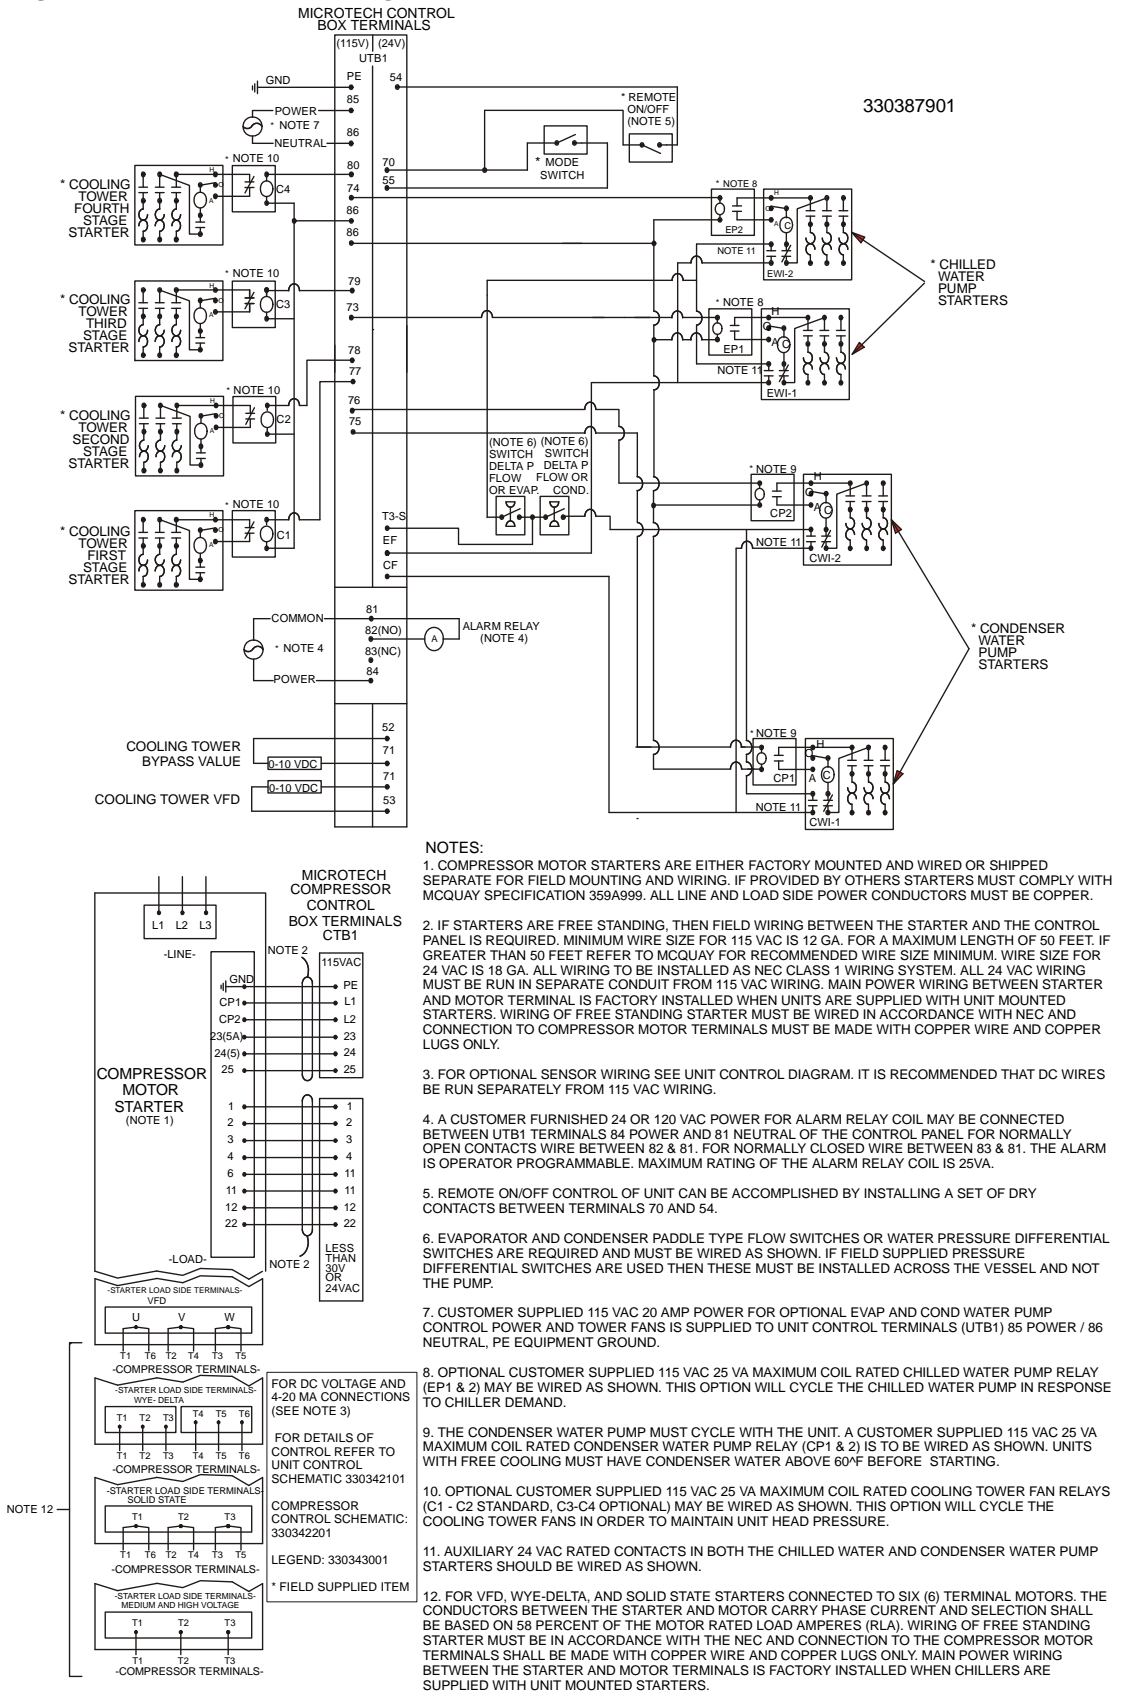 MICROTECH CONTROL
BOX TERMINALS
(115V) (24V)
UTB1
330387901
GND
PE
54
85
POWER
* NOTE 7
NEUTRAL
86
* REMOTE
ON/OFF
(NOTE 5)
* MODE
SWITCH
* NOTE 10
80
70
55
74
86
86
C4
H
O
A
* COOLING
TOWER
FOURTH
STAGE
STARTER
* NOTE 8
EP2
H
O
A
C
NOTE 11
EWI-2
* CHILLED
WATER
PUMP
STARTERS
* NOTE 10
79
73
C3
H
O
A
* COOLING
TOWER
THIRD
STAGE
STARTER
* NOTE 8
EP1
H
O
A
C
NOTE 11
EWI-1
78
77
76
75
* NOTE 10
C2
H
O
A
* COOLING
TOWER
SECOND
STAGE
STARTER
(NOTE 6)
SWITCH
DELTA P
FLOW
OR EVAP.
(NOTE 6)
SWITCH
DELTA P
FLOW OR
COND.
* NOTE 9
CP2
H
O
A
C
NOTE 11
CWI-2
* NOTE 10
C1
H
O
A
* COOLING
TOWER
FIRST
STAGE
STARTER
T3-S
EF
CF
COMMON
* NOTE 4
POWER
81
82(NO)
83(NC)
84
A
ALARM RELAY
(NOTE 4)
* CONDENSER
WATER
PUMP
STARTERS
COOLING TOWER
BYPASS VALUE
0-10 VDC
52
71
COOLING TOWER VFD
0-10 VDC
71
53
* NOTE 9
CP1
H
O
A
C
NOTE 11
CWI-1
MICROTECH
COMPRESSOR
CONTROL
BOX TERMINALS
CTB1
L1 L2 L3
-LINE-
NOTE 2
115VAC
GND PE
CP1 L1
CP2 L2
23(5A) 23
24(5) 24
25 25
COMPRESSOR
MOTOR
STARTER
(NOTE 1)
1 1
2 2
3 3
4 4
6 11
11 11
12 12
22 22
NOTE 2
LESS
THAN
30V
OR
24VAC
-LOAD-
-STARTER LOAD SIDE TERMINALS-
VFD
U V W
T1 T6 T2 T4 T3 T5
-COMPRESSOR TERMINALS-
-STARTER LOAD SIDE TERMINALS-
WYE- DELTA
T1 T2 T3 T4 T5 T6
T1 T2 T3 T4 T5 T6
-COMPRESSOR TERMINALS-
NOTE 12
-STARTER LOAD SIDE TERMINALS-
SOLID STATE
T1 T2 T3
T1 T6 T2 T4 T3 T5
-COMPRESSOR TERMINALS-
-STARTER LOAD SIDE TERMINALS-
MEDIUM AND HIGH VOLTAGE
T1 T2 T3
T1 T2 T3
-COMPRESSOR TERMINALS-
FOR DC VOLTAGE AND
4-20 MA CONNECTIONS
(SEE NOTE 3)
FOR DETAILS OF
CONTROL REFER TO
UNIT CONTROL
SCHEMATIC 330342101
COMPRESSOR
CONTROL SCHEMATIC:
330342201
LEGEND: 330343001
* FIELD SUPPLIED ITEM
NOTES:
1. COMPRESSOR MOTOR STARTERS ARE EITHER FACTORY MOUNTED AND WIRED OR SHIPPED
SEPARATE FOR FIELD MOUNTING AND WIRING. IF PROVIDED BY OTHERS STARTERS MUST COMPLY WITH
MCQUAY SPECIFICATION 359A999. ALL LINE AND LOAD SIDE POWER CONDUCTORS MUST BE COPPER.
2. IF STARTERS ARE FREE STANDING, THEN FIELD WIRING BETWEEN THE STARTER AND THE CONTROL
PANEL IS REQUIRED. MINIMUM WIRE SIZE FOR 115 VAC IS 12 GA. FOR A MAXIMUM LENGTH OF 50 FEET. IF
GREATER THAN 50 FEET REFER TO MCQUAY FOR RECOMMENDED WIRE SIZE MINIMUM. WIRE SIZE FOR
24 VAC IS 18 GA. ALL WIRING TO BE INSTALLED AS NEC CLASS 1 WIRING SYSTEM. ALL 24 VAC WIRING
MUST BE RUN IN SEPARATE CONDUIT FROM 115 VAC WIRING. MAIN POWER WIRING BETWEEN STARTER
AND MOTOR TERMINAL IS FACTORY INSTALLED WHEN UNITS ARE SUPPLIED WITH UNIT MOUNTED
STARTERS. WIRING OF FREE STANDING STARTER MUST BE WIRED IN ACCORDANCE WITH NEC AND
CONNECTION TO COMPRESSOR MOTOR TERMINALS MUST BE MADE WITH COPPER WIRE AND COPPER
LUGS ONLY.
3. FOR OPTIONAL SENSOR WIRING SEE UNIT CONTROL DIAGRAM. IT IS RECOMMENDED THAT DC WIRES
BE RUN SEPARATELY FROM 115 VAC WIRING.
4. A CUSTOMER FURNISHED 24 OR 120 VAC POWER FOR ALARM RELAY COIL MAY BE CONNECTED
BETWEEN UTB1 TERMINALS 84 POWER AND 81 NEUTRAL OF THE CONTROL PANEL FOR NORMALLY
OPEN CONTACTS WIRE BETWEEN 82 & 81. FOR NORMALLY CLOSED WIRE BETWEEN 83 & 81. THE ALARM
IS OPERATOR PROGRAMMABLE. MAXIMUM RATING OF THE ALARM RELAY COIL IS 25VA.
5. REMOTE ON/OFF CONTROL OF UNIT CAN BE ACCOMPLISHED BY INSTALLING A SET OF DRY
CONTACTS BETWEEN TERMINALS 70 AND 54.
6. EVAPORATOR AND CONDENSER PADDLE TYPE FLOW SWITCHES OR WATER PRESSURE DIFFERENTIAL
SWITCHES ARE REQUIRED AND MUST BE WIRED AS SHOWN. IF FIELD SUPPLIED PRESSURE
DIFFERENTIAL SWITCHES ARE USED THEN THESE MUST BE INSTALLED ACROSS THE VESSEL AND NOT
THE PUMP.
7. CUSTOMER SUPPLIED 115 VAC 20 AMP POWER FOR OPTIONAL EVAP AND COND WATER PUMP
CONTROL POWER AND TOWER FANS IS SUPPLIED TO UNIT CONTROL TERMINALS (UTB1) 85 POWER / 86
NEUTRAL, PE EQUIPMENT GROUND.
8. OPTIONAL CUSTOMER SUPPLIED 115 VAC 25 VA MAXIMUM COIL RATED CHILLED WATER PUMP RELAY
(EP1 & 2) MAY BE WIRED AS SHOWN. THIS OPTION WILL CYCLE THE CHILLED WATER PUMP IN RESPONSE
TO CHILLER DEMAND.
9. THE CONDENSER WATER PUMP MUST CYCLE WITH THE UNIT. A CUSTOMER SUPPLIED 115 VAC 25 VA
MAXIMUM COIL RATED CONDENSER WATER PUMP RELAY (CP1 & 2) IS TO BE WIRED AS SHOWN. UNITS
WITH FREE COOLING MUST HAVE CONDENSER WATER ABOVE 60^F BEFORE STARTING.
10. OPTIONAL CUSTOMER SUPPLIED 115 VAC 25 VA MAXIMUM COIL RATED COOLING TOWER FAN RELAYS
(C1 - C2 STANDARD, C3-C4 OPTIONAL) MAY BE WIRED AS SHOWN. THIS OPTION WILL CYCLE THE
COOLING TOWER FANS IN ORDER TO MAINTAIN UNIT HEAD PRESSURE.
11. AUXILIARY 24 VAC RATED CONTACTS IN BOTH THE CHILLED WATER AND CONDENSER WATER PUMP
STARTERS SHOULD BE WIRED AS SHOWN.
12. FOR VFD, WYE-DELTA, AND SOLID STATE STARTERS CONNECTED TO SIX (6) TERMINAL MOTORS. THE
CONDUCTORS BETWEEN THE STARTER AND MOTOR CARRY PHASE CURRENT AND SELECTION SHALL
BE BASED ON 58 PERCENT OF THE MOTOR RATED LOAD AMPERES (RLA). WIRING OF FREE STANDING
STARTER MUST BE IN ACCORDANCE WITH THE NEC AND CONNECTION TO THE COMPRESSOR MOTOR
TERMINALS SHALL BE MADE WITH COPPER WIRE AND COPPER LUGS ONLY. MAIN POWER WIRING
BETWEEN THE STARTER AND MOTOR TERMINALS IS FACTORY INSTALLED WHEN CHILLERS ARE
SUPPLIED WITH UNIT MOUNTED STARTERS.